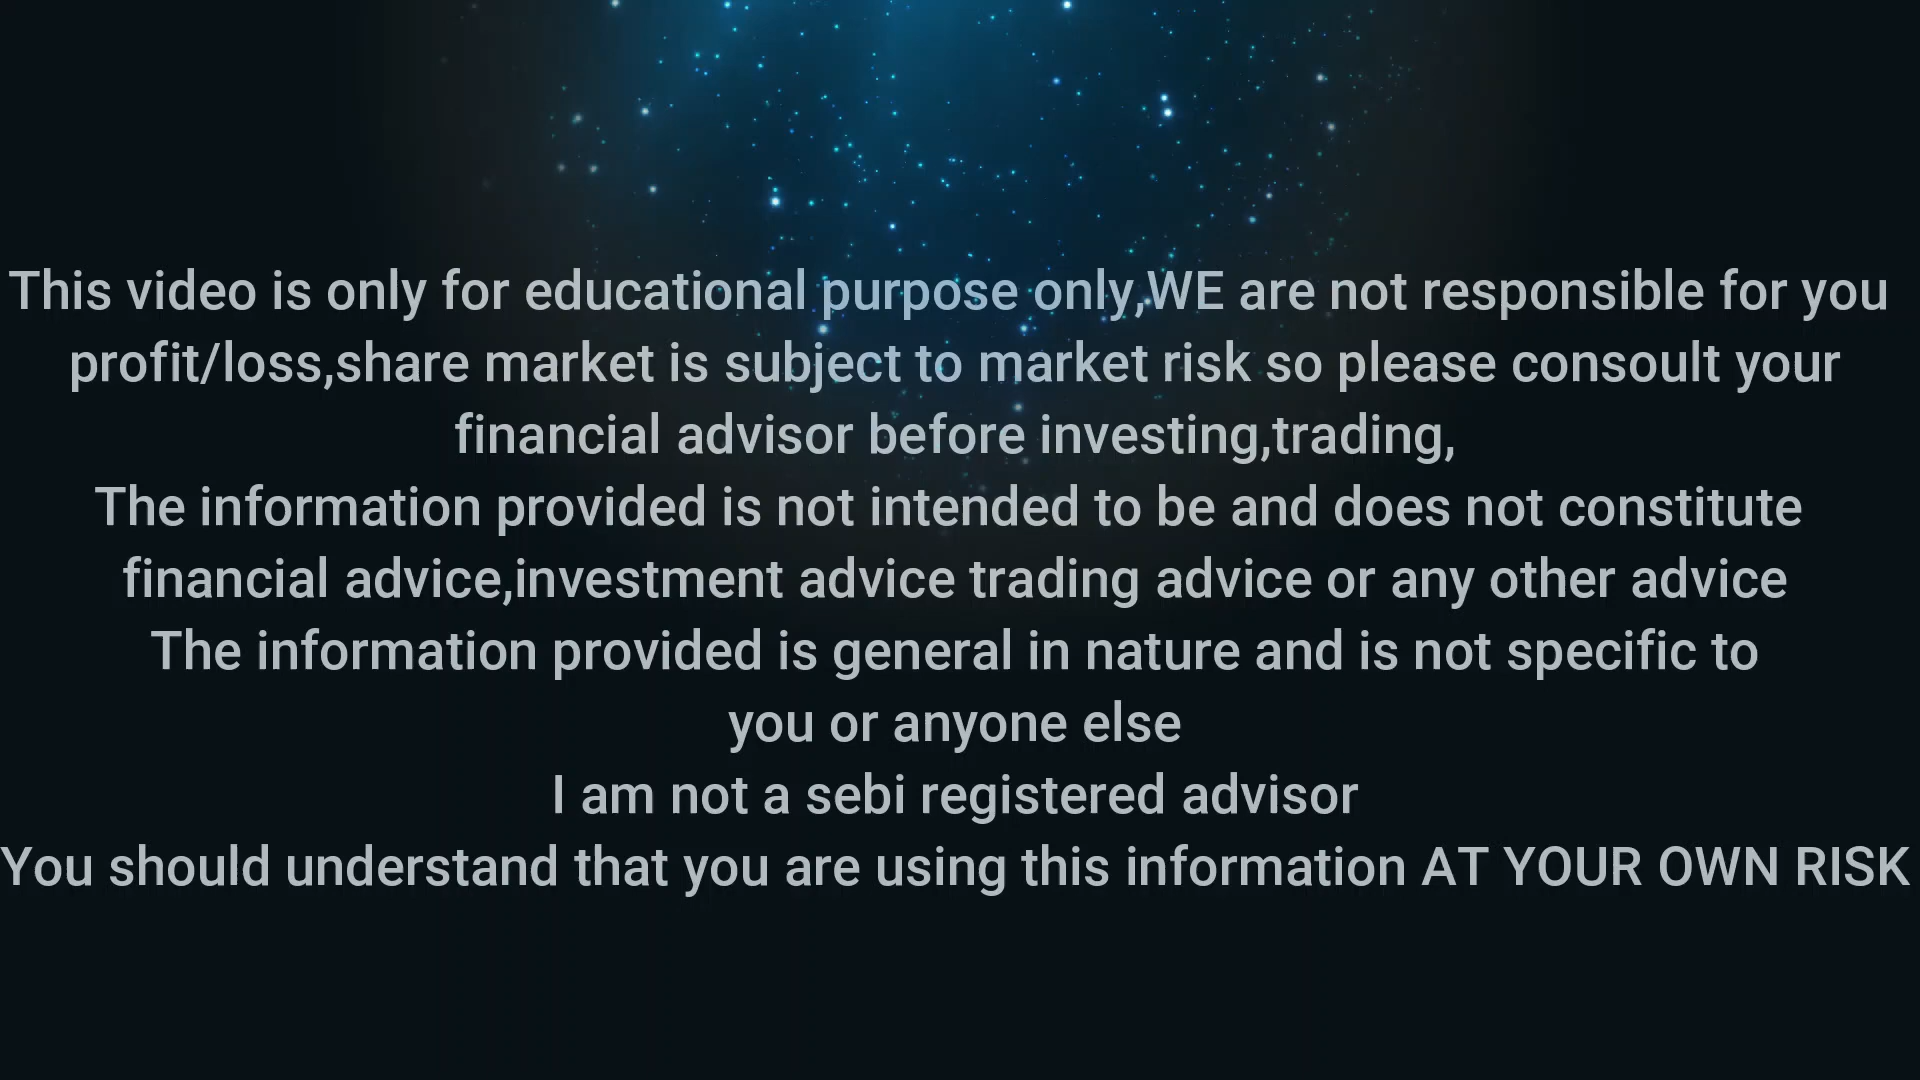 This video is only for educational purpose only,WE are not responsible for you
profit/loss,share market is subject to market risk so please consoult your
financial advisor before investing,trading,
The information provided is not intended to be and does not constitute
financial advice,investment advice trading advice or any other advice
The information provided is general in nature and is not specific to
you or anyone else
I am not a sebi registered advisor
You should understand that you are using this information AT YOUR OWN RISK